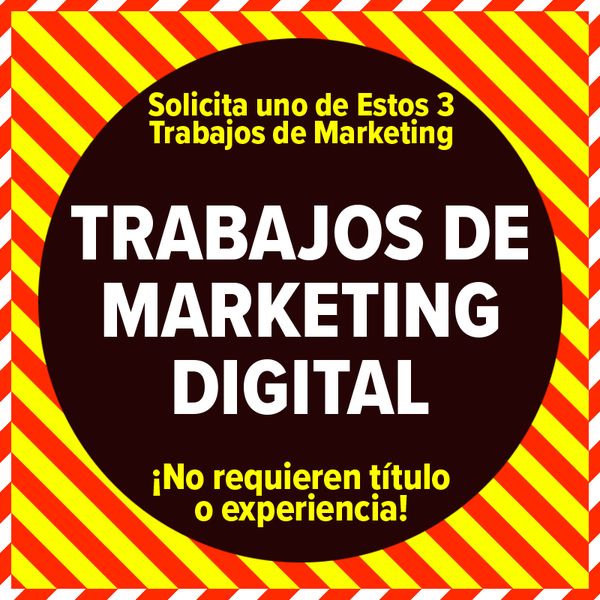 Solicita uno de Estos 3
Trabajos de Marketing
TRABAJOS DE
MARKETING
DIGITAL
¡No requieren título
o experiencia!